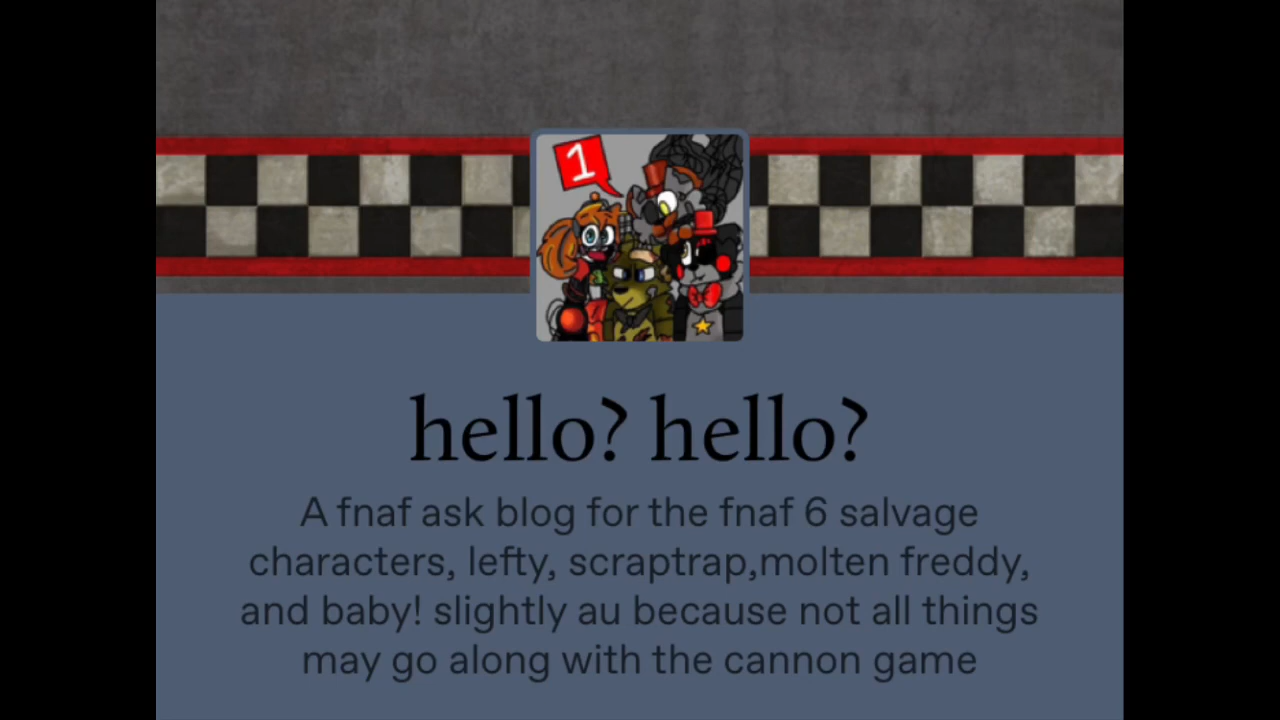 1
hello? hello?
A fnaf ask blog for the fnaf 6 salvage
characters, lefty, scraptrap,molten freddy,
and baby! slightly au because not all things
may go along with the cannon game